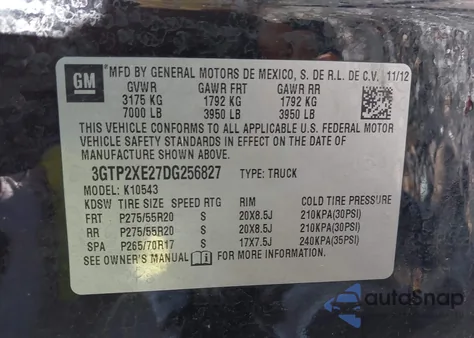 GM
MFD BY GENERAL MOTORS DE MEXICO, S. DE R.L. DE C.V. 11/12
GVWR GAWR FRT GAWR RR
3175 KG 1792 KG 1792 KG
7000 LB 3950 LB 3950 LB
THIS VEHICLE CONFORMS TO ALL APPLICABLE U.S. FEDERAL MOTOR
VEHICLE SAFETY STANDARDS IN EFFECT ON THE DATE OF
MANUFACTURE SHOWN ABOVE.
3GTP2XE27DG256827 TYPE: TRUCK
MODEL: K10543
KDSW TIRE SIZE SPEED RTG RIM COLD TIRE PRESSURE
FRT P275/55R20 S 20X8.5J 210KPA(30PSI)
RR P275/55R20 S 20X8.5J 210KPA(30PSI)
SPA P265/70R17 S 17X7.5J 240KPA(35PSI)
SEE OWNER'S MANUAL FOR MORE INFORMATION.
autoSnap